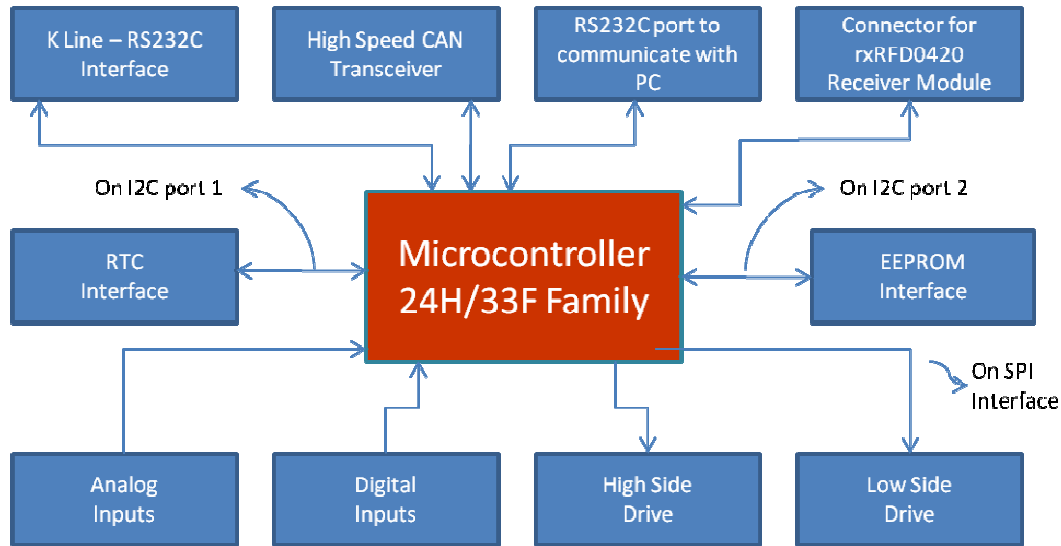 K Line – RS232C
Interface
High Speed CAN
Transceiver
RS232C port to
communicate with
PC
Connector for
rxRFD0420
Receiver Module
On I2C port 1
On I2C port 2
RTC
Interface
Microcontroller
24H/33F Family
EEPROM
Interface
On SPI
Interface
Analog
Inputs
Digital
Inputs
High Side
Drive
Low Side
Drive